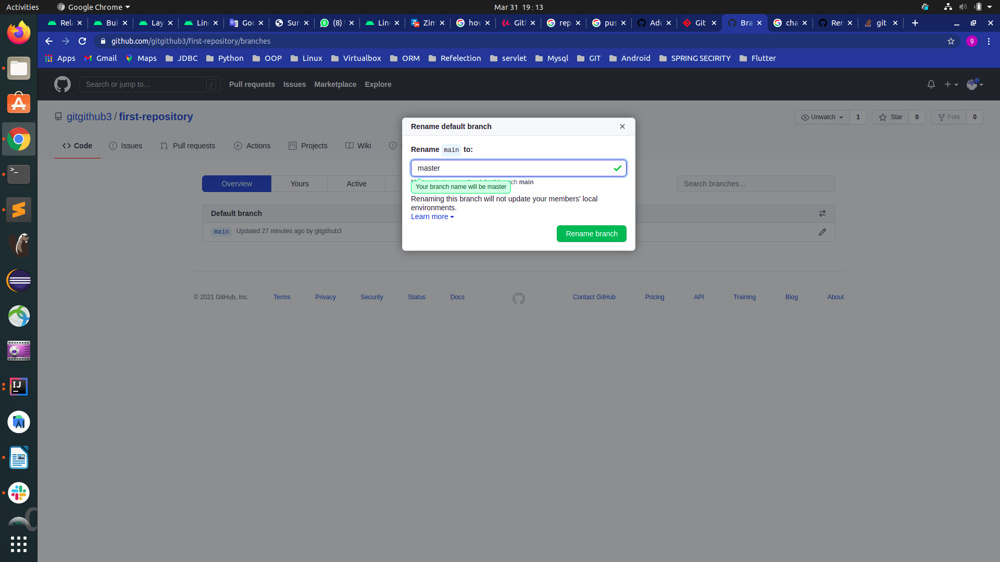 Activities
Google Chrome
Mar 31 19:13
Rela
Bui
Lay
Lin
Goo
Sun
(8)
Lin
Zim
how
Gitl
rep
pus
Adc
Git
Bra
cha
Ren
git
github.com/gitgithub3/first-repository/branches
g
Apps
Gmail
Maps
JDBC
Python
OOP
Linux
Virtualbox
ORM
Refelection
servlet
Mysql
GIT
Android
SPRING SECIRITY
Flutter
Search or jump to…
/
Pull requests
Issues
Marketplace
Explore
gitgithub3 / first-repository
Unwatch
1
Star
0
Fork
0
Code
Issues
Pull requests
Actions
Projects
Wiki
Overview
Yours
Active
Search branches…
Default branch
main
Updated 27 minutes ago by gitgithub3
Rename default branch
Rename main to:
master
main
Your branch name will be master
Renaming this branch will not update your members' local
environments.
Learn more
Rename branch
© 2021 GitHub, Inc.
Terms
Privacy
Security
Status
Docs
Contact GitHub
Pricing
API
Training
Blog
About